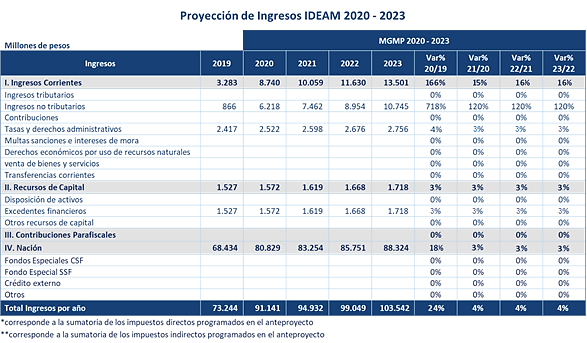 Proyección de Ingresos IDEAM 2020 - 2023
Millones de pesos MGMP 2020 - 2023
Ingresos 2019 2020 2021 2022 2023 Var% 20/19 Var% 21/20 Var% 22/21 Var% 23/22
I. Ingresos Corrientes 3.283 8.740 10.059 11.630 13.501 166% 15% 16% 16%
Ingresos tributarios 0% 0% 0% 0%
Ingresos no tributarios 866 6.218 7.462 8.954 10.745 718% 120% 120% 120%
Contribuciones 0% 0% 0% 0%
Tasas y derechos administrativos 2.417 2.522 2.598 2.676 2.756 4% 3% 3% 3%
Multas sanciones e intereses de mora 0% 0% 0% 0%
Derechos económicos por uso de recursos naturales 0% 0% 0% 0%
venta de bienes y servicios 0% 0% 0% 0%
Transferencias corrientes 0% 0% 0% 0%
II. Recursos de Capital 1.527 1.572 1.619 1.668 1.718 3% 3% 3% 3%
Disposición de activos 0% 0% 0% 0%
Excedentes financieros 1.527 1.572 1.619 1.668 1.718 3% 3% 3% 3%
Otros recursos de capital 0% 0% 0% 0%
III. Contribuciones Parafiscales 0% 0% 0% 0%
IV. Nación 68.434 80.829 83.254 85.751 88.324 18% 3% 3% 3%
Fondos Especiales CSF 0% 0% 0% 0%
Fondo Especial SSF 0% 0% 0% 0%
Crédito externo 0% 0% 0% 0%
Otros 0% 0% 0% 0%
Total Ingresos por año 73.244 91.141 94.932 99.049 103.542 24% 4% 4% 4%
*corresponde a la sumatoria de los impuestos directos programados en el anteproyecto
**corresponde a la sumatoria de los impuestos indirectos programados en el anteproyecto